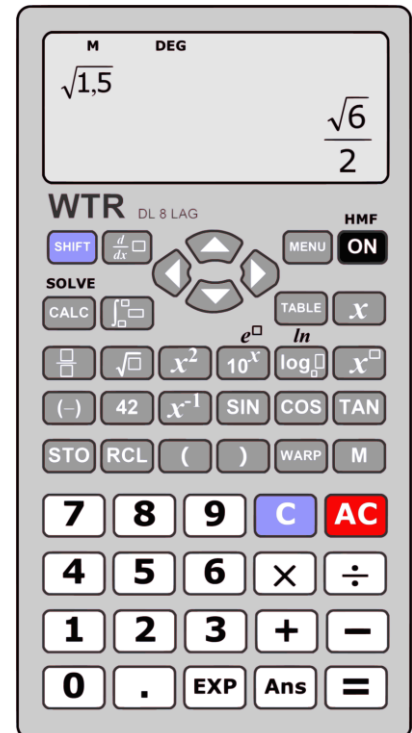 M DEG
√1,5
√6
2
WTR DL 8 LAG
HMF
SHIFT d/dx□ MENU ON
SOLVE
CALC ∫□ TABLE x
e□ ln
□/□ √□ x² 10ˣ log□□ x□
(−) 42 x⁻¹ SIN COS TAN
STO RCL ( ) WARP M
7 8 9 C AC
4 5 6 × ÷
1 2 3 + −
0 . EXP Ans =